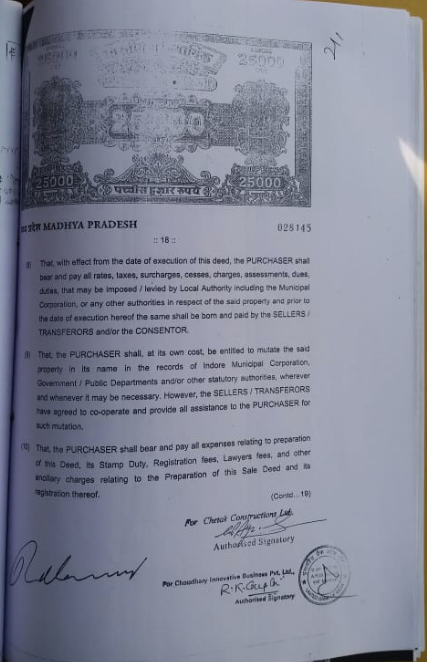 25000
25000
25000
पच्चीस हजार रुपये
25000
प्रदेश MADHYA PRADESH
028145
:: 18 ::
That, with effect from the date of execution of this deed, the PURCHASER shall
bear and pay all rates, taxes, surcharges, cesses, charges, assessments, dues,
duties, that may be imposed / levied by Local Authority including the Municipal
Corporation, or any other authorities in respect of the said property and prior to
the date of execution hereof the same shall be born and paid by the SELLERS /
TRANSFERORS and/or the CONSENTOR.
(9) That, the PURCHASER shall, at its own cost, be entitled to mutate the said
property in its name in the records of Indore Municipal Corporation,
Government / Public Departments and/or other statutory authorities, wherever
and whenever it may be necessary. However, the SELLERS / TRANSFERORS
have agreed to co-operate and provide all assistance to the PURCHASER for
such mutation.
(10) That, the PURCHASER shall bear and pay all expenses relating to preparation
of this Deed, its Stamp Duty, Registration fees, Lawyers fees, and other
ancillary charges relating to the Preparation of this Sale Deed and its
registration thereof.
(Contd...19)
For Chetak Constructions Ltd.
Authorised Signatory
For Choudhary Innovative Business Pvt. Ltd.,
R.K. Gupta
Authorised Signatory